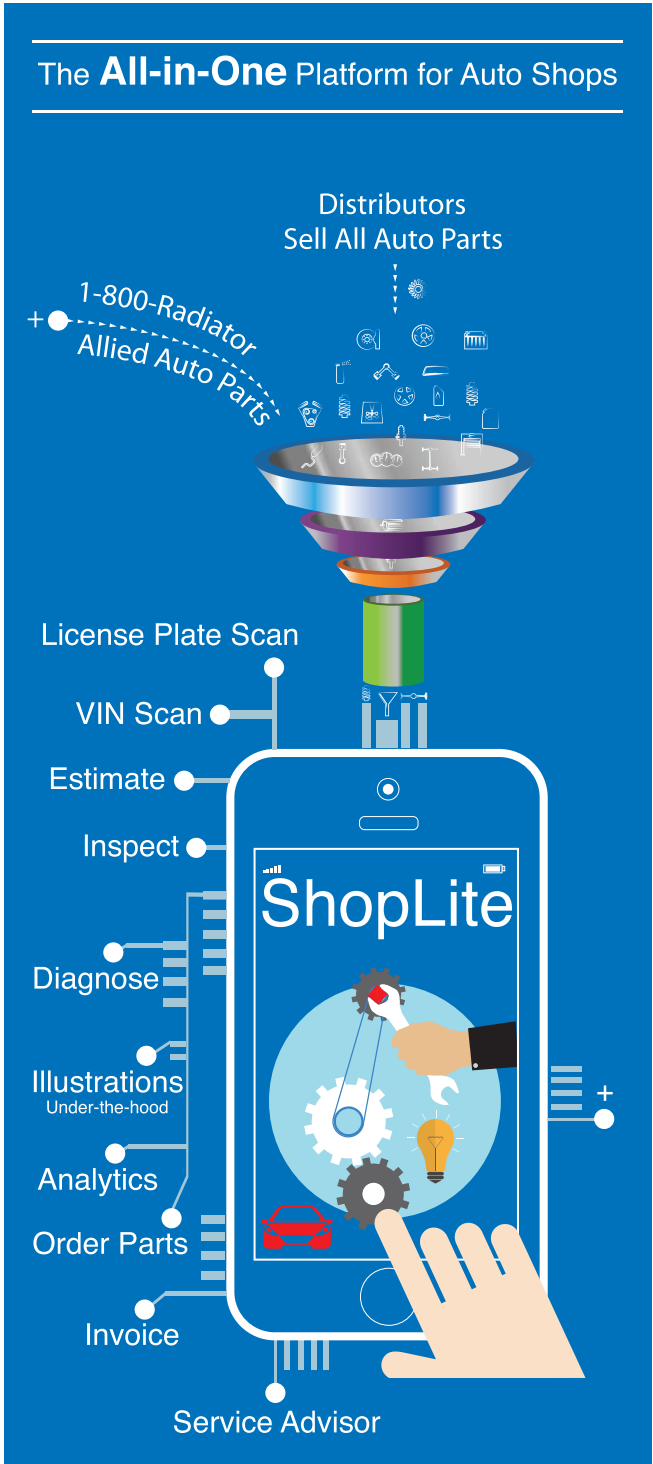 The All-in-One Platform for Auto Shops
Distributors
Sell All Auto Parts
+
1-800-Radiator
Allied Auto Parts
License Plate Scan
VIN Scan
Estimate
Inspect
ShopLite
Diagnose
Illustrations
Under-the-hood
+
Analytics
Order Parts
Invoice
Service Advisor